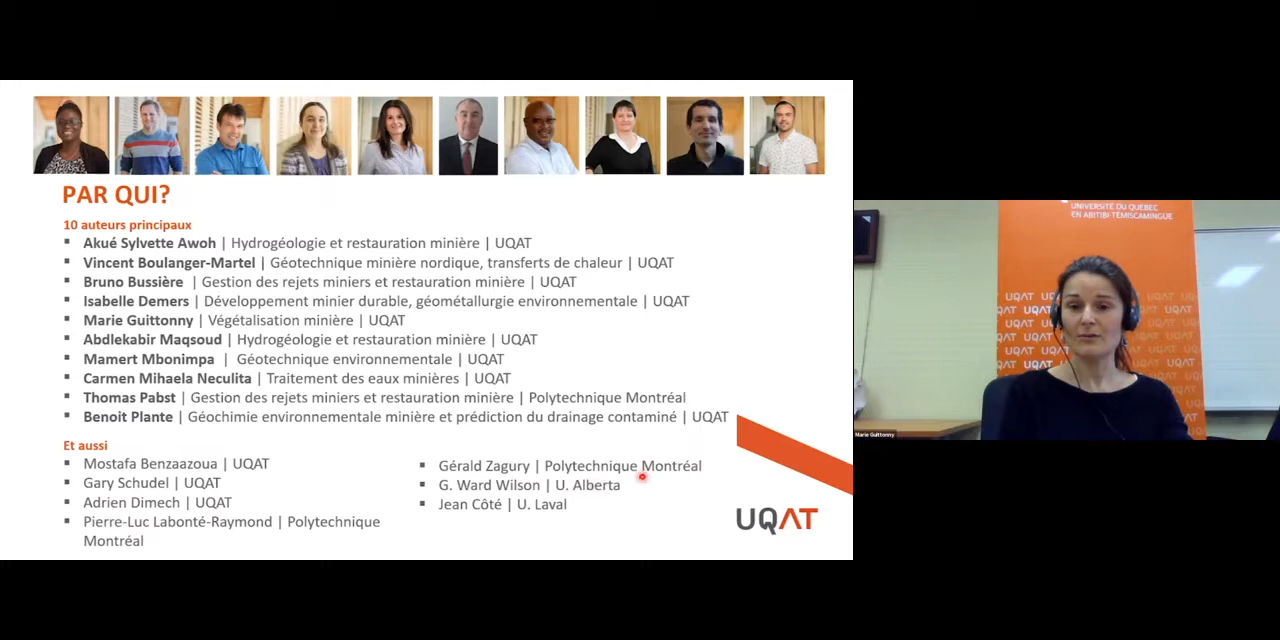 PAR QUI?
10 auteurs principaux
▪ Akué Sylvette Awoh | Hydrogéologie et restauration minière | UQAT
▪ Vincent Boulanger-Martel | Géotechnique minière nordique, transferts de chaleur | UQAT
▪ Bruno Bussière | Gestion des rejets miniers et restauration minière | UQAT
▪ Isabelle Demers | Développement minier durable, géométallurgie environnementale | UQAT
▪ Marie Guittonny | Végétalisation minière | UQAT
▪ Abdlekabir Maqsoud | Hydrogéologie et restauration minière | UQAT
▪ Mamert Mbonimpa | Géotechnique environnementale | UQAT
▪ Carmen Mihaela Neculita | Traitement des eaux minières | UQAT
▪ Thomas Pabst | Gestion des rejets miniers et restauration minière | Polytechnique Montréal
▪ Benoit Plante | Géochimie environnementale minière et prédiction du drainage contaminé | UQAT
Et aussi
▪ Mostafa Benzaazoua | UQAT
▪ Gary Schudel | UQAT
▪ Adrien Dimech | UQAT
▪ Pierre-Luc Labonté-Raymond | Polytechnique
Montréal
▪ Gérald Zagury | Polytechnique Montréal
▪ G. Ward Wilson | U. Alberta
▪ Jean Côté | U. Laval
UQAT
UNIVERSITÉ DU QUÉBEC
EN ABITIBI-TÉMISCAMINGUE
UQAT UQAT
UQAT UQAT
UQAT
Marie Guittonny